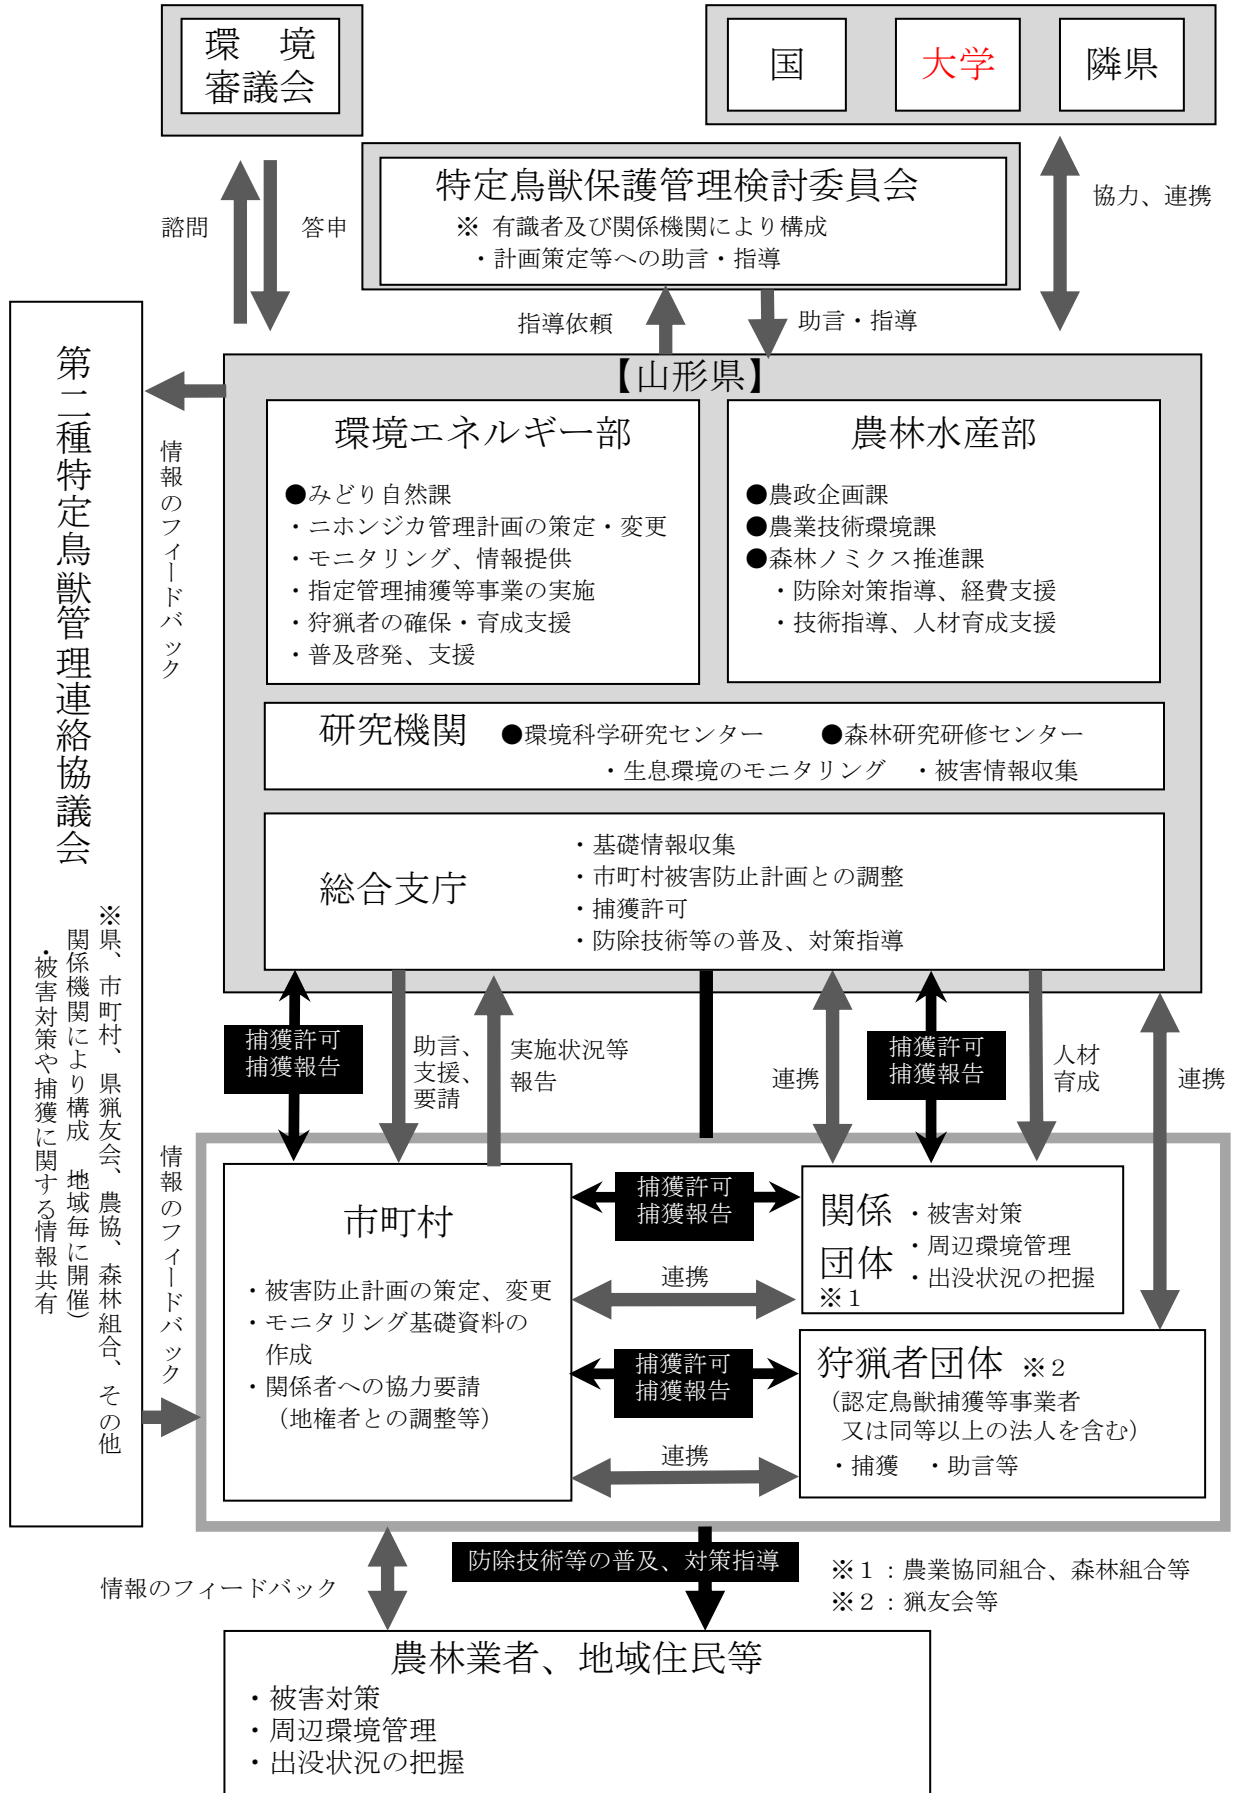 環　境
審議会
国
大学
隣県
特定鳥獣保護管理検討委員会
※ 有識者及び関係機関により構成
・計画策定等への助言・指導
協力、連携
諮問
答申
指導依頼
助言・指導
【山形県】
環境エネルギー部
●みどり自然課
・ニホンジカ管理計画の策定・変更
・モニタリング、情報提供
・指定管理捕獲等事業の実施
・狩猟者の確保・育成支援
・普及啓発、支援
農林水産部
●農政企画課
●農業技術環境課
●森林ノミクス推進課
・防除対策指導、経費支援
・技術指導、人材育成支援
研究機関
●環境科学研究センター　●森林研究研修センター
・生息環境のモニタリング　・被害情報収集
総合支庁
・基礎情報収集
・市町村被害防止計画との調整
・捕獲許可
・防除技術等の普及、対策指導
第二種特定鳥獣管理連絡協議会
※県、市町村、県猟友会、農協、森林組合、その他
関係機関により構成　地域毎に開催）
・被害対策や捕獲に関する情報共有
情報のフィードバック
情報のフィードバック
捕獲許可
捕獲報告
助言、
支援、
要請
実施状況等
報告
連携
捕獲許可
捕獲報告
人材
育成
連携
市町村
・被害防止計画の策定、変更
・モニタリング基礎資料の
作成
・関係者への協力要請
（地権者との調整等）
捕獲許可
捕獲報告
連携
捕獲許可
捕獲報告
連携
関係
団体
※１
・被害対策
・周辺環境管理
・出没状況の把握
狩猟者団体 ※２
（認定鳥獣捕獲等事業者
又は同等以上の法人を含む）
・捕獲　・助言等
情報のフィードバック
防除技術等の普及、対策指導
※１：農業協同組合、森林組合等
※２：猟友会等
農林業者、地域住民等
・被害対策
・周辺環境管理
・出没状況の把握